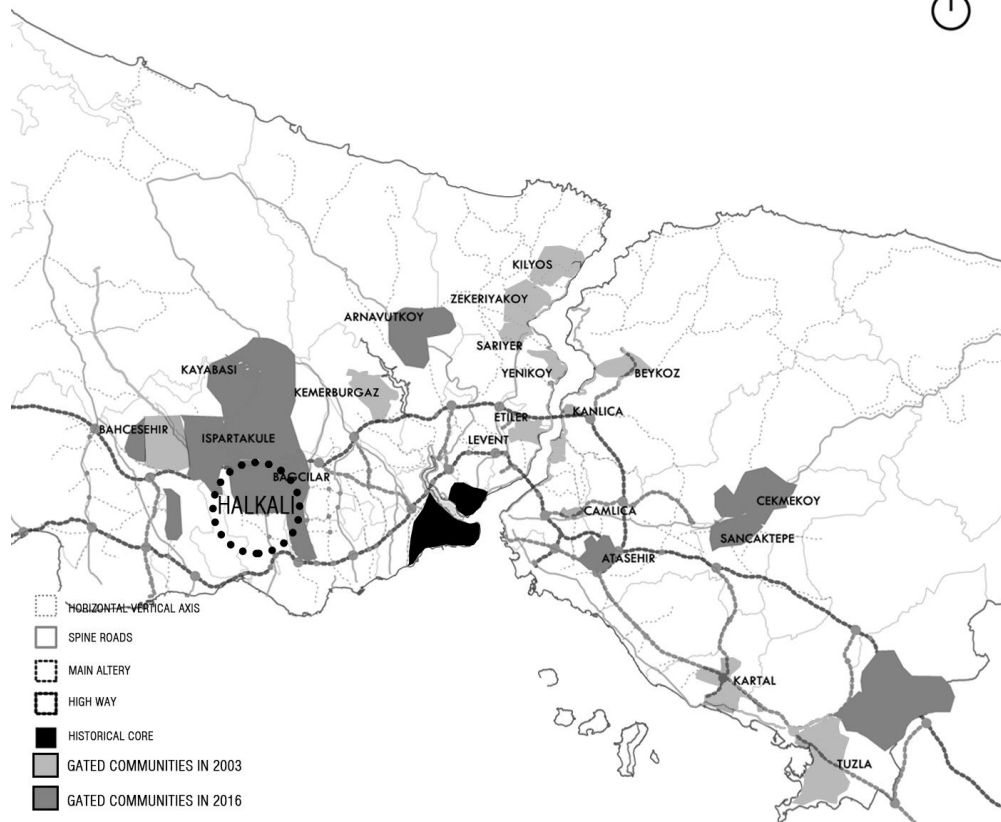 KILYOS
ZEKERIYAKOY
ARNAVUTKOY
SARIYER
YENIKOY
BEYKOZ
KAYABASI
KEMERBURGAZ
KANLICA
ETILER
BAHCESEHIR
ISPARTAKULE
LEVENT
BAGCILAR
HALKALI
CEKMEKOY
CAMLICA
SANCAKTEPE
ATASEHIR
KARTAL
TUZLA
HORIZONTAL VERTICAL AXIS
SPINE ROADS
MAIN ALTERY
HIGH WAY
HISTORICAL CORE
GATED COMMUNITIES IN 2003
GATED COMMUNITIES IN 2016